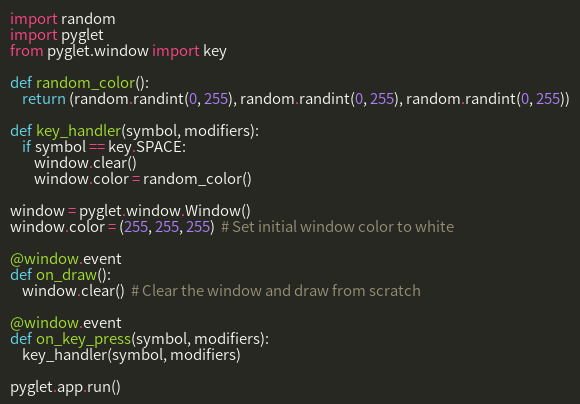 import random
import pyglet
from pyglet.window import key

def random_color():
    return (random.randint(0, 255), random.randint(0, 255), random.randint(0, 255))

def key_handler(symbol, modifiers):
    if symbol == key.SPACE:
        window.clear()
        window.color = random_color()

window = pyglet.window.Window()
window.color = (255, 255, 255)  # Set initial window color to white

@window.event
def on_draw():
    window.clear()  # Clear the window and draw from scratch

@window.event
def on_key_press(symbol, modifiers):
    key_handler(symbol, modifiers)

pyglet.app.run()